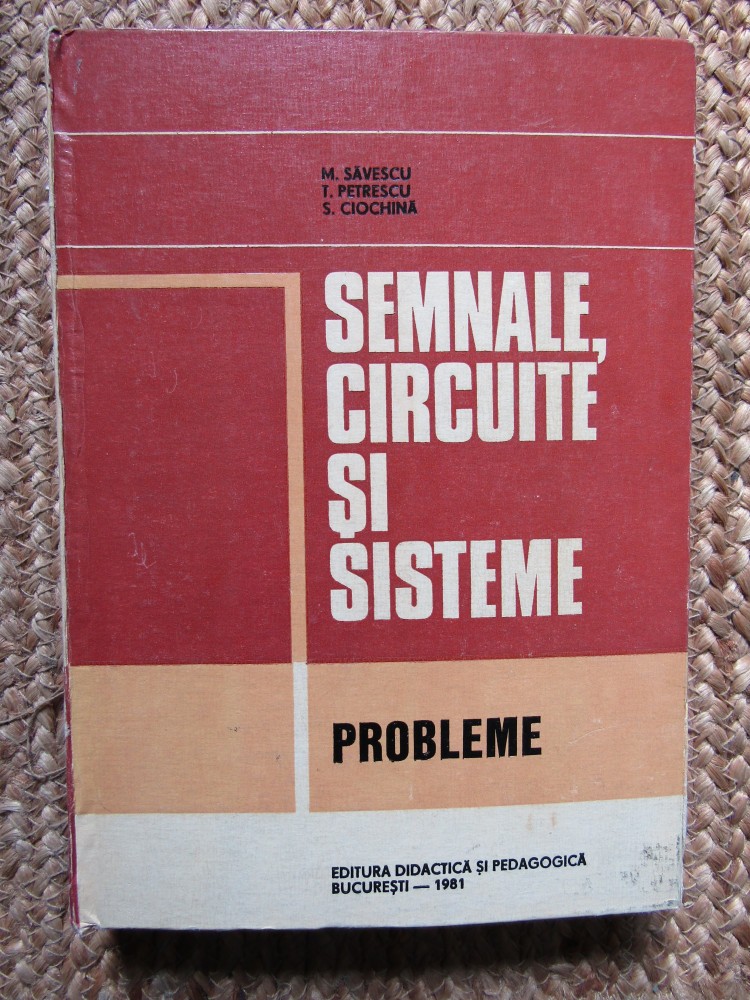 M. SĂVESCU
T. PETRESCU
S. CIOCHINĂ
SEMNALE,
CIRCUITE
ȘI
SISTEME
PROBLEME
EDITURA DIDACTICĂ ȘI PEDAGOGICĂ
BUCUREȘTI — 1981